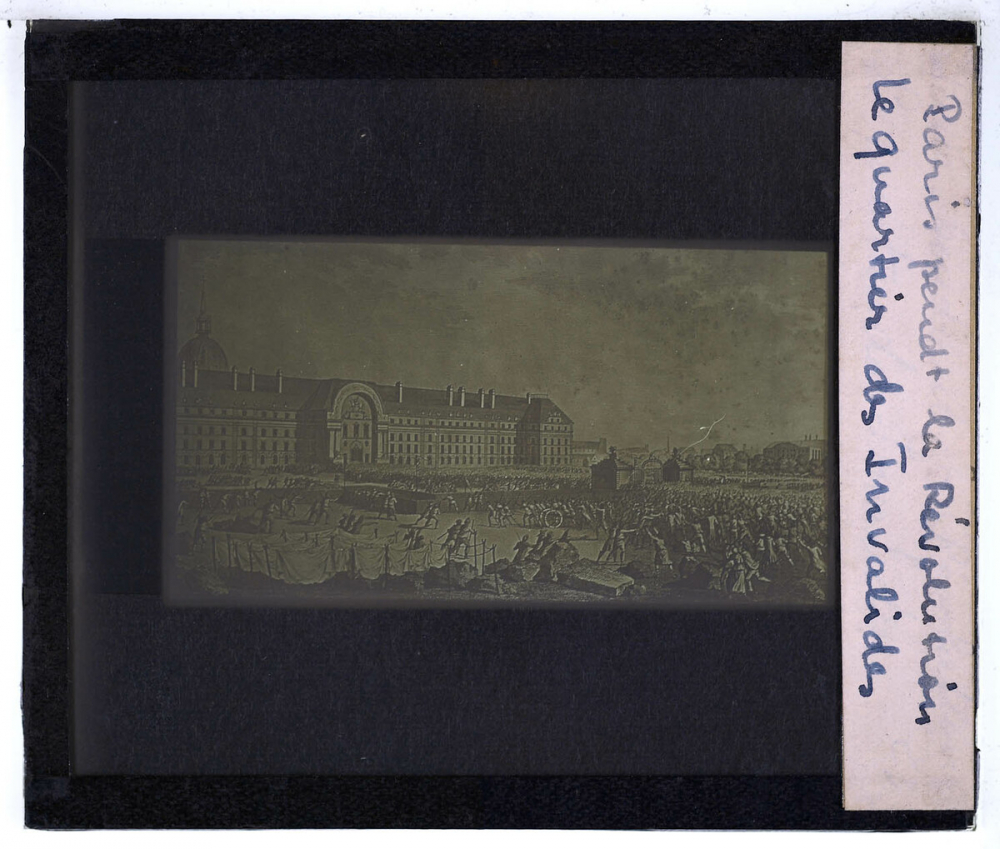 Paris pendt la Révolution
Le quartier des Invalides